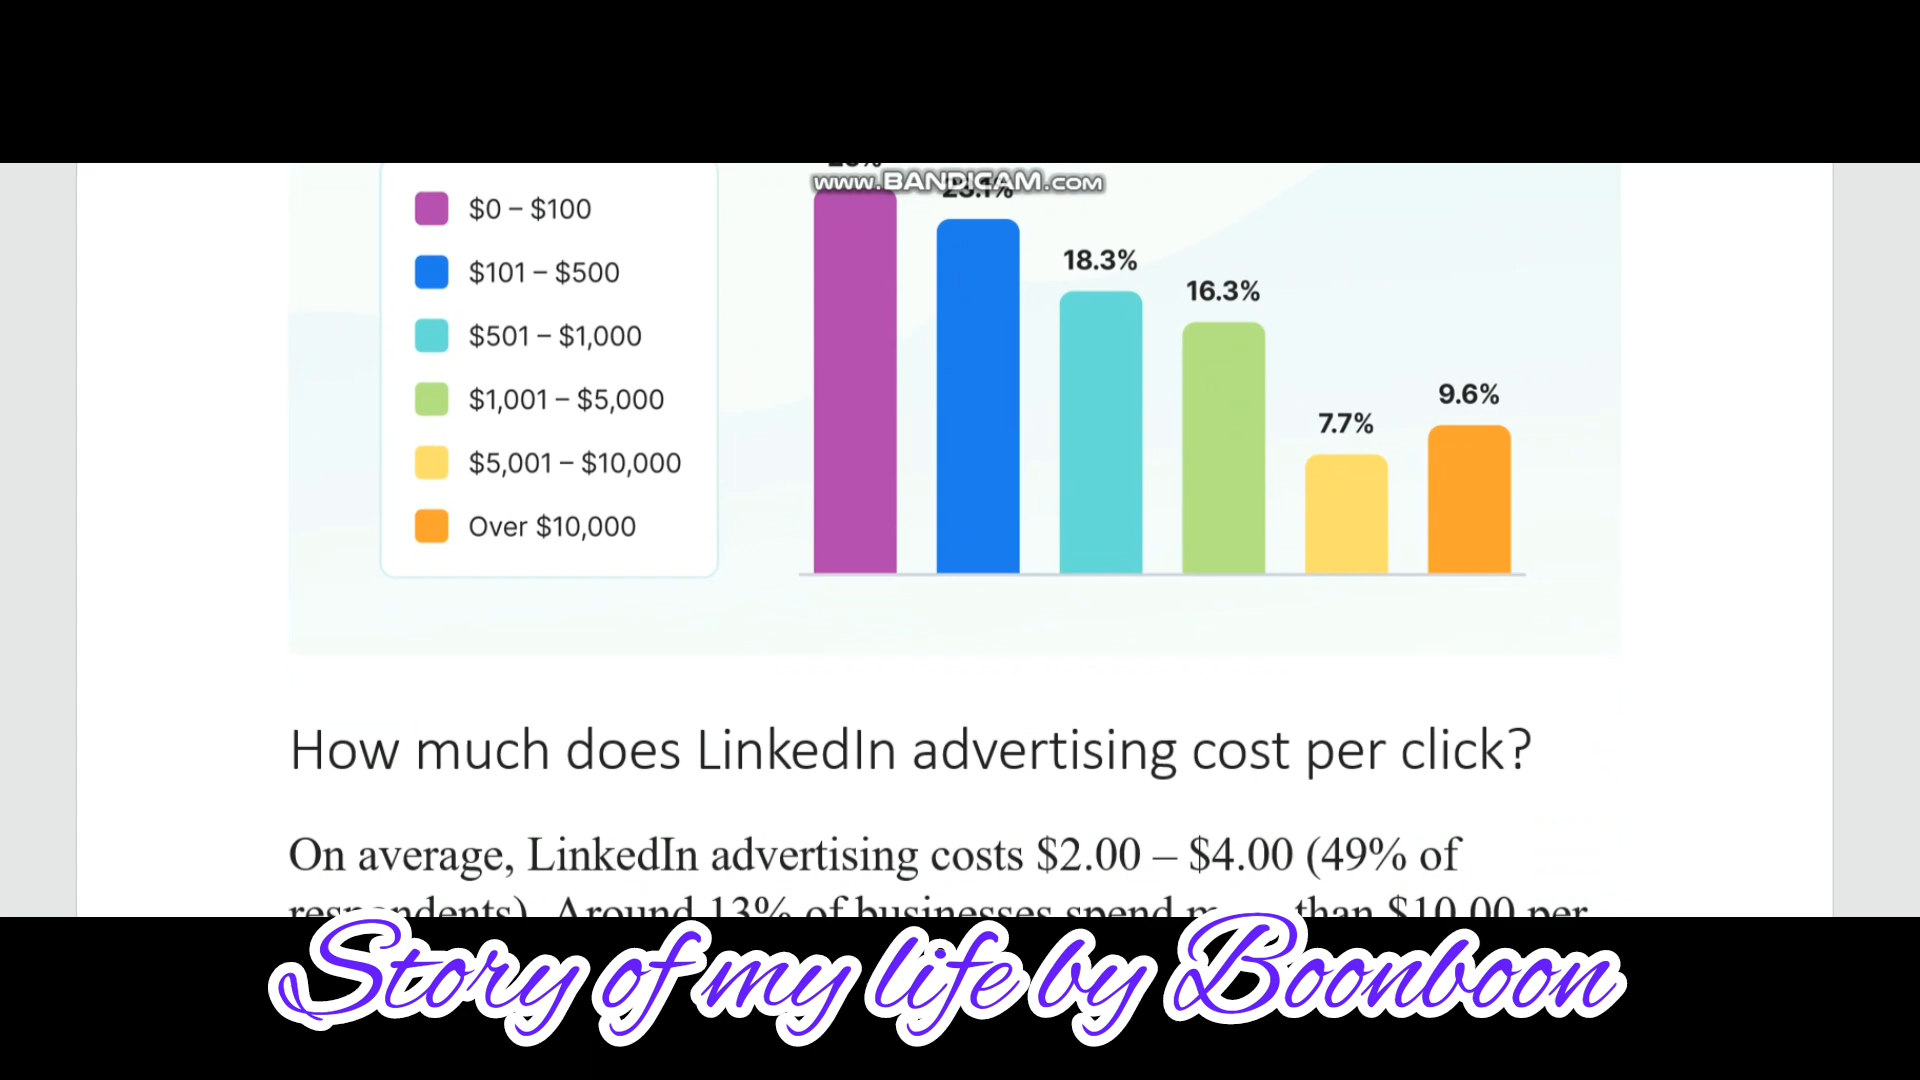 www.BANDICAM.com
$0 – $100
$101 – $500
$501 – $1,000
$1,001 – $5,000
$5,001 – $10,000
Over $10,000
23.1%
18.3%
16.3%
7.7%
9.6%
How much does LinkedIn advertising cost per click?
On average, LinkedIn advertising costs $2.00 – $4.00 (49% of
respondents). Around 13% of businesses spend than $10.00 per
Story of my life by Boonboon